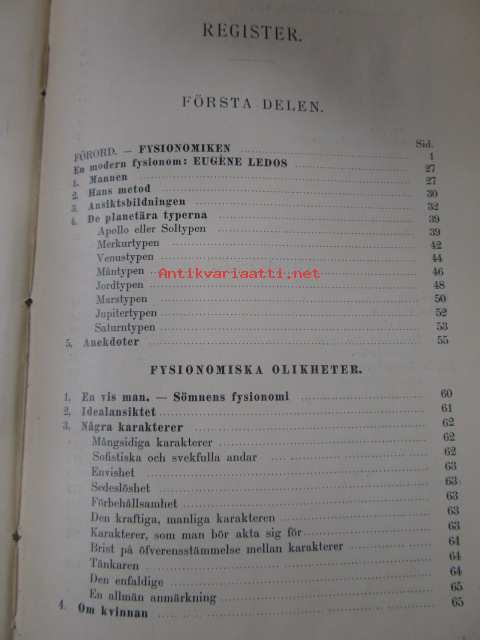 REGISTER.
FÖRSTA DELEN.
Sid.
FÖRORD. — FYSIONOMIKEN 1
En modern fysionom: EUGÈNE LEDOS 27
1. Mannen 27
2. Hans metod 30
3. Ansiktsbildningen 32
4. De planetära typerna 39
Apollo eller Soltypen 39
Merkurtypen 42
Venustypen 44
Måntypen 46
Antikvariaatti.net
Jordtypen 48
Marstypen 50
Jupitertypen 52
Saturntypen 53
5. Anekdoter 55
FYSIONOMISKA OLIKHETER.
1. En vis man. — Sömnens fysionomi 60
2. Idealansiktet 61
3. Några karakterer 62
Mångsidiga karakterer 62
Sofistiska och svekfulla andar 62
Envishet 63
Sedeslöshet 63
Förbehållsamhet 63
Den kraftiga, manliga karakteren 63
Karakterer, som man bör akta sig för 63
Brist på öfverensstämmelse mellan karakterer 64
Tänkaren 64
Den enfaldige 64
En allmän anmärkning 65
4. Om kvinnan 65